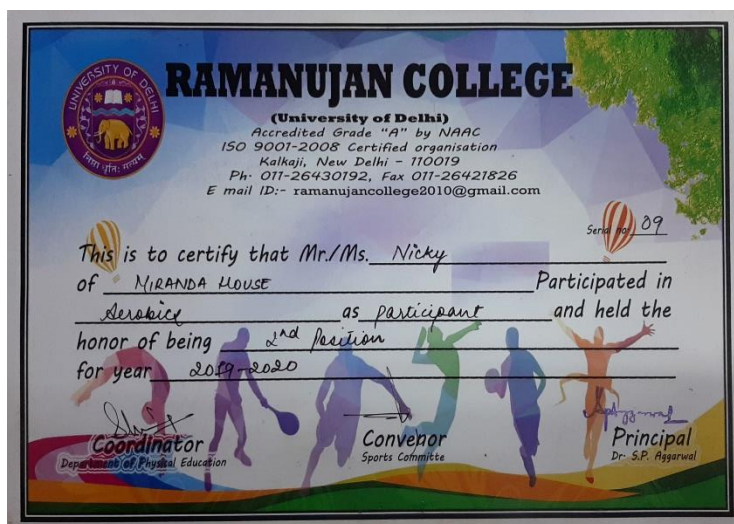 UNIVERSITY OF DELHI
निष्ठा धृति: सत्यम्
RAMANUJAN COLLEGE
(University of Delhi)
Accredited Grade "A" by NAAC
ISO 9001-2008 Certified organisation
Kalkaji, New Delhi - 110019
Ph. 011-26430192, Fax 011-26421826
E mail ID:- ramanujancollege2010@gmail.com
Serial no 09
This is to certify that Mr./Ms. Nicky
of MIRANDA HOUSE Participated in
Aerobics as participant and held the
honor of being 2nd Position
for year 2019-2020
Coordinator
Department of Physical Education
Convenor
Sports Committe
Principal
Dr. S.P. Aggarwal